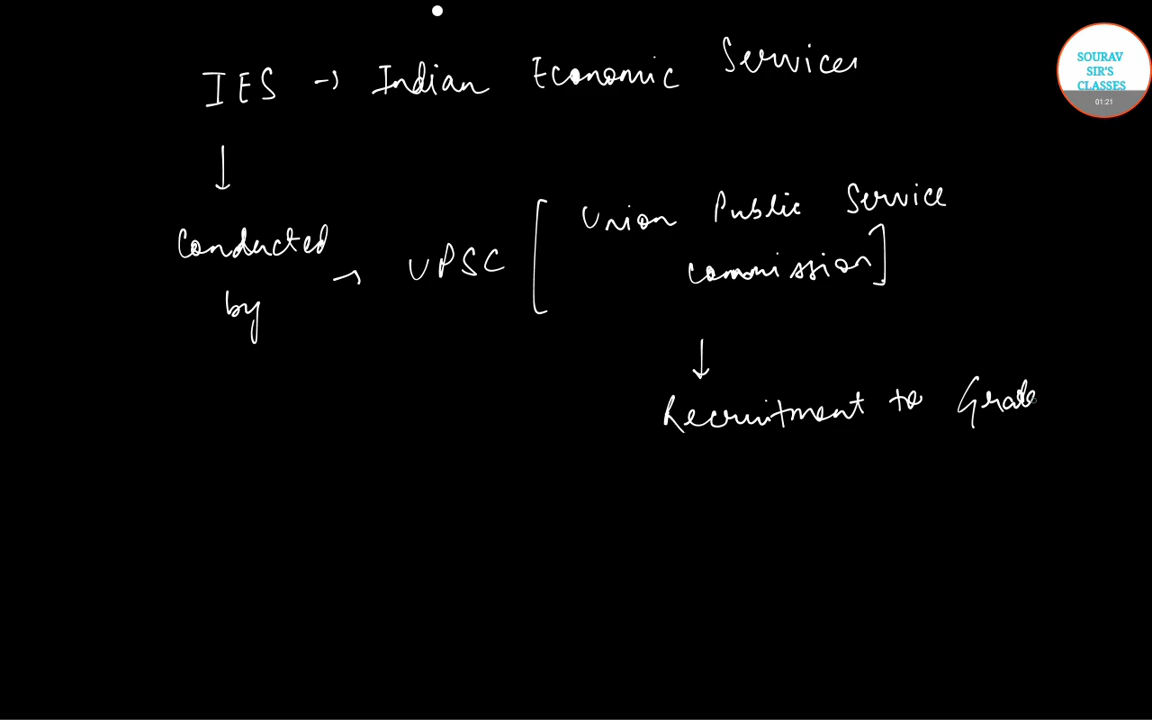 IES → Indian Economic Services
↓
Conducted by → UPSC [Union Public Service Commission]
↓
Recruitment to Grade
SOURAV
SIR'S
CLASSES
01:21